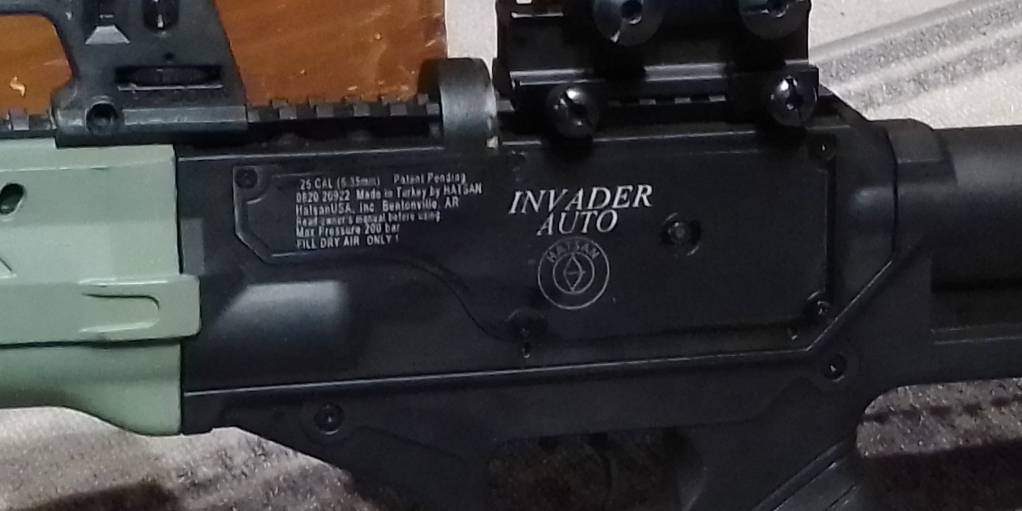 25 CAL (6.35mm) Patent Pending
0820 20922 Made in Turkey by HATSAN
HatsanUSA, Inc. Bentonville, AR
Read owner's manual before using
Max Pressure 200 bar
FILL DRY AIR ONLY !
INVADER
AUTO
HATSAN